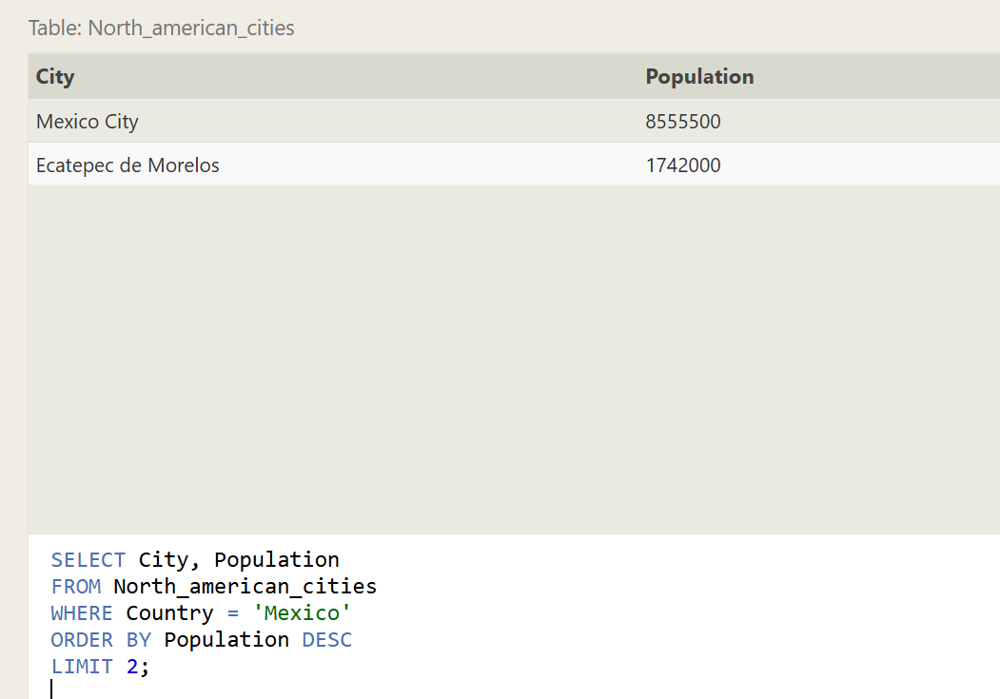 Table: North_american_cities
City Population
Mexico City 8555500
Ecatepec de Morelos 1742000
SELECT City, Population
FROM North_american_cities
WHERE Country = 'Mexico'
ORDER BY Population DESC
LIMIT 2;